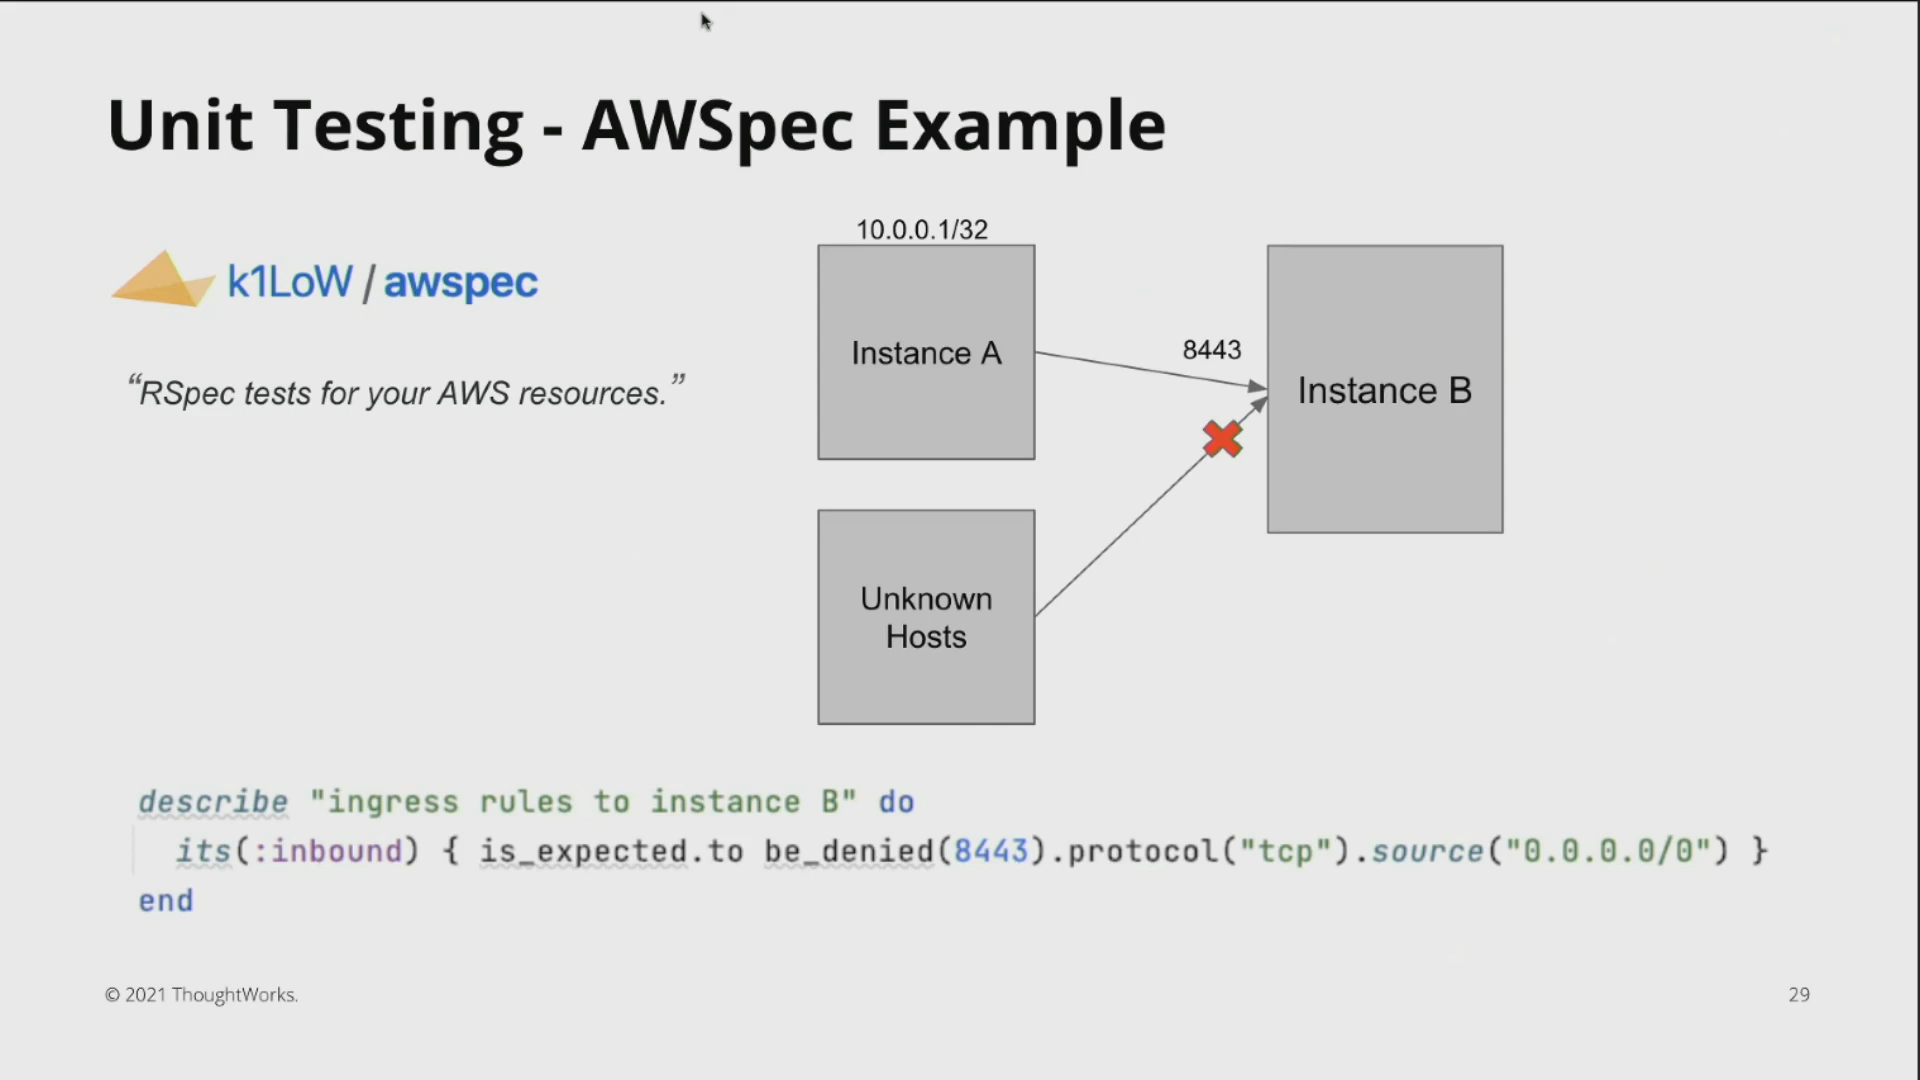 Unit Testing - AWSpec Example
k1LoW / awspec
“RSpec tests for your AWS resources.”
10.0.0.1/32
Instance A
8443
Instance B
Unknown
Hosts
describe "ingress rules to instance B" do
its(:inbound) { is_expected.to be_denied(8443).protocol("tcp").source("0.0.0.0/0") }
end
© 2021 ThoughtWorks.
29